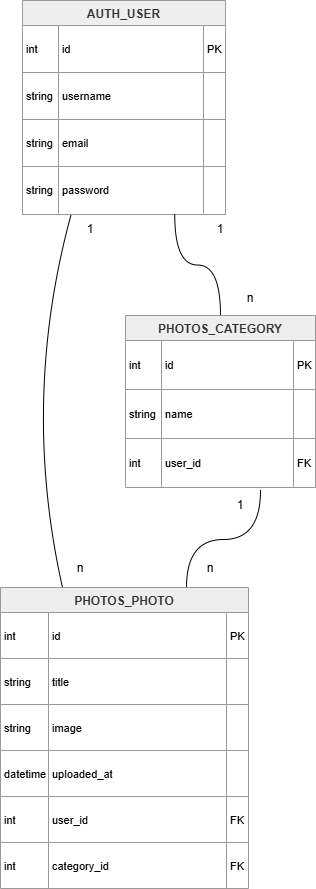 AUTH_USER
int id PK
string username
string email
string password
1 1
n
PHOTOS_CATEGORY
int id PK
string name
int user_id FK
1
n n
PHOTOS_PHOTO
int id PK
string title
string image
datetime uploaded_at
int user_id FK
int category_id FK